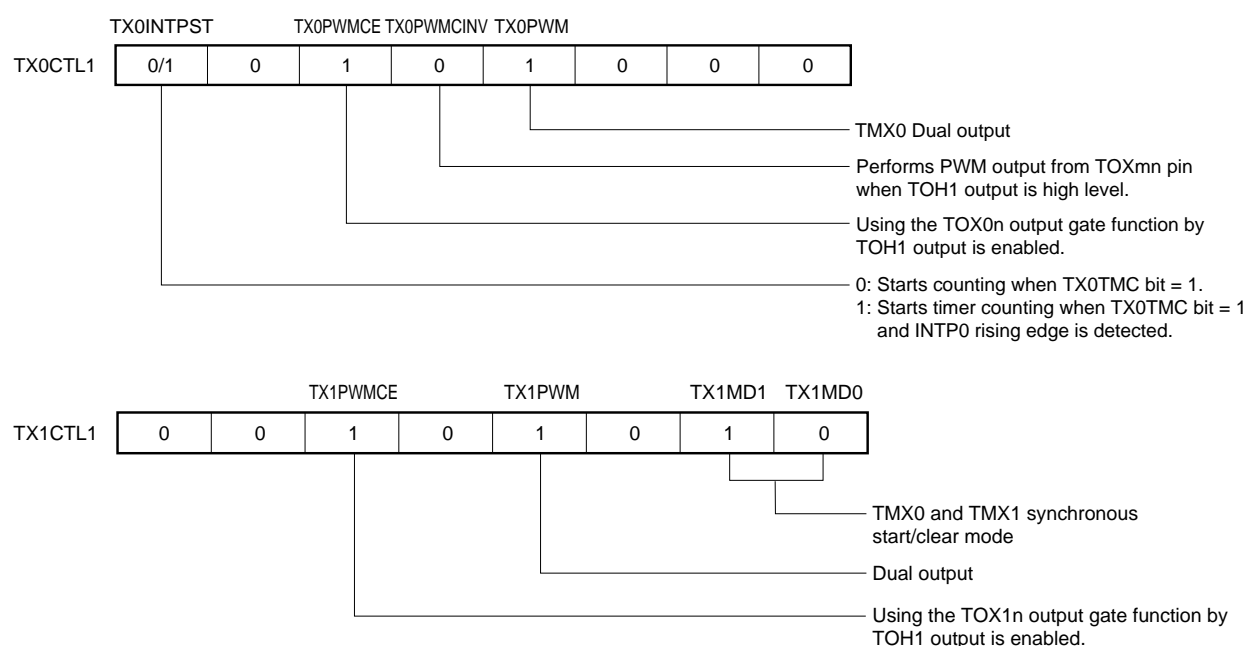 TX0INTPST TX0PWMCE TX0PWMCINV TX0PWM
TX0CTL1 0/1 0 1 0 1 0 0 0
TMX0 Dual output
Performs PWM output from TOXmn pin
when TOH1 output is high level.
Using the TOX0n output gate function by
TOH1 output is enabled.
0: Starts counting when TX0TMC bit = 1.
1: Starts timer counting when TX0TMC bit = 1
and INTP0 rising edge is detected.
TX1PWMCE TX1PWM TX1MD1 TX1MD0
TX1CTL1 0 0 1 0 1 0 1 0
TMX0 and TMX1 synchronous
start/clear mode
Dual output
Using the TOX1n output gate function by
TOH1 output is enabled.